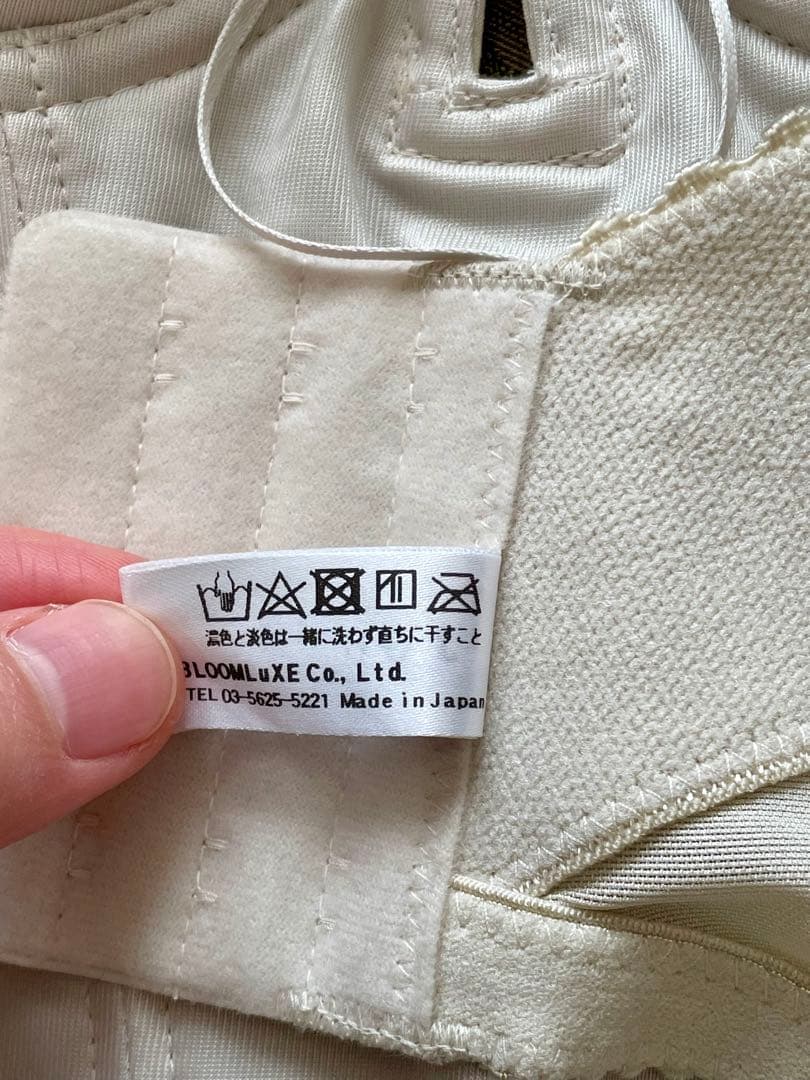 濃色と淡色は一緒に洗わず直ちに干すこと
BLOOMLuXE Co., Ltd.
TEL 03-5625-5221 Made in Japan